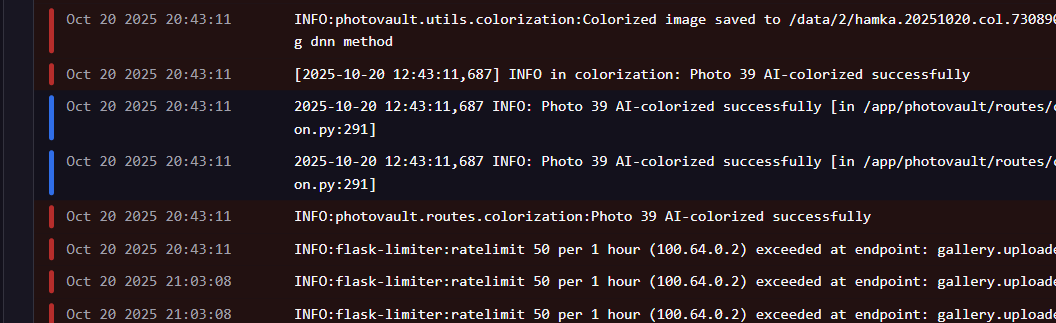 Oct 20 2025 20:43:11 INFO:photovault.utils.colorization:Colorized image saved to /data/2/hamka.20251020.col.730890
g dnn method
Oct 20 2025 20:43:11 [2025-10-20 12:43:11,687] INFO in colorization: Photo 39 AI-colorized successfully
Oct 20 2025 20:43:11 2025-10-20 12:43:11,687 INFO: Photo 39 AI-colorized successfully [in /app/photovault/routes/
on.py:291]
Oct 20 2025 20:43:11 2025-10-20 12:43:11,687 INFO: Photo 39 AI-colorized successfully [in /app/photovault/routes/
on.py:291]
Oct 20 2025 20:43:11 INFO:photovault.routes.colorization:Photo 39 AI-colorized successfully
Oct 20 2025 20:43:11 INFO:flask-limiter:ratelimit 50 per 1 hour (100.64.0.2) exceeded at endpoint: gallery.uploade
Oct 20 2025 21:03:08 INFO:flask-limiter:ratelimit 50 per 1 hour (100.64.0.2) exceeded at endpoint: gallery.uploade
Oct 20 2025 21:03:08 INFO:flask-limiter:ratelimit 50 per 1 hour (100.64.0.2) exceeded at endpoint: gallery.uploade